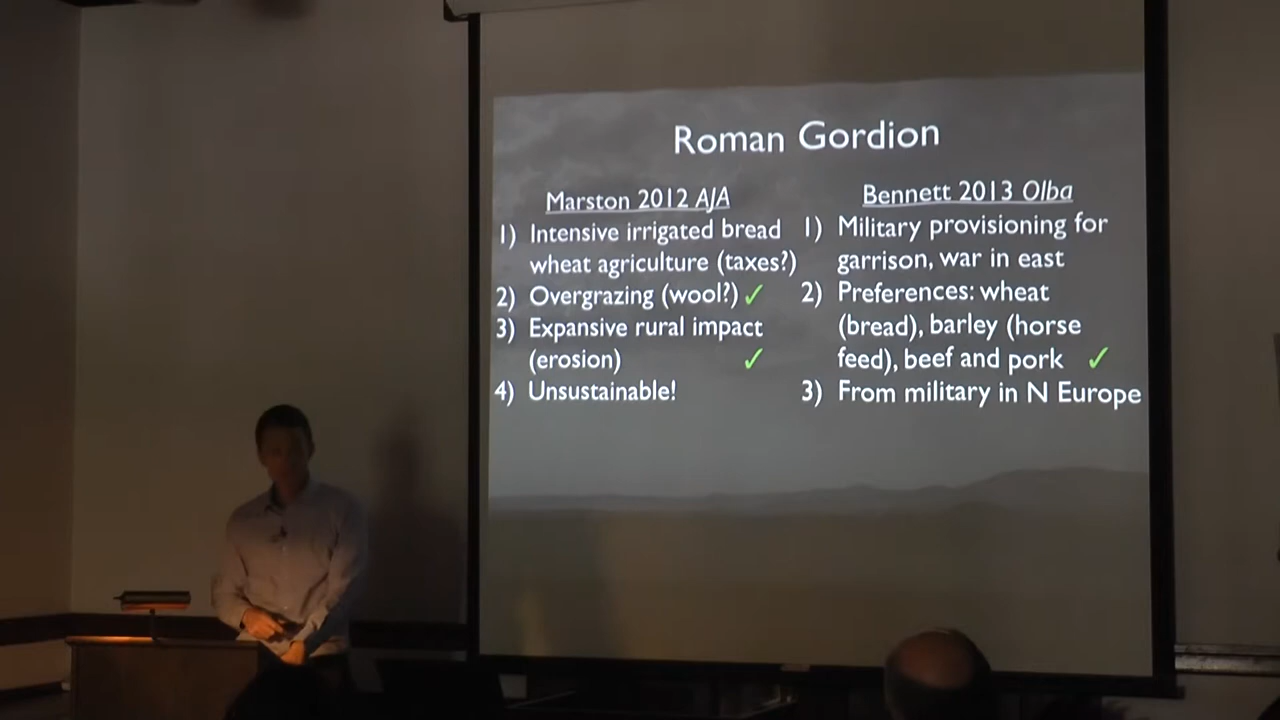 Roman Gordion
Marston 2012 AJA
1) Intensive irrigated bread
wheat agriculture (taxes?)
2) Overgrazing (wool?) ✓
3) Expansive rural impact
(erosion) ✓
4) Unsustainable!
Bennett 2013 Olba
1) Military provisioning for
garrison, war in east
2) Preferences: wheat
(bread), barley (horse
feed), beef and pork ✓
3) From military in N Europe